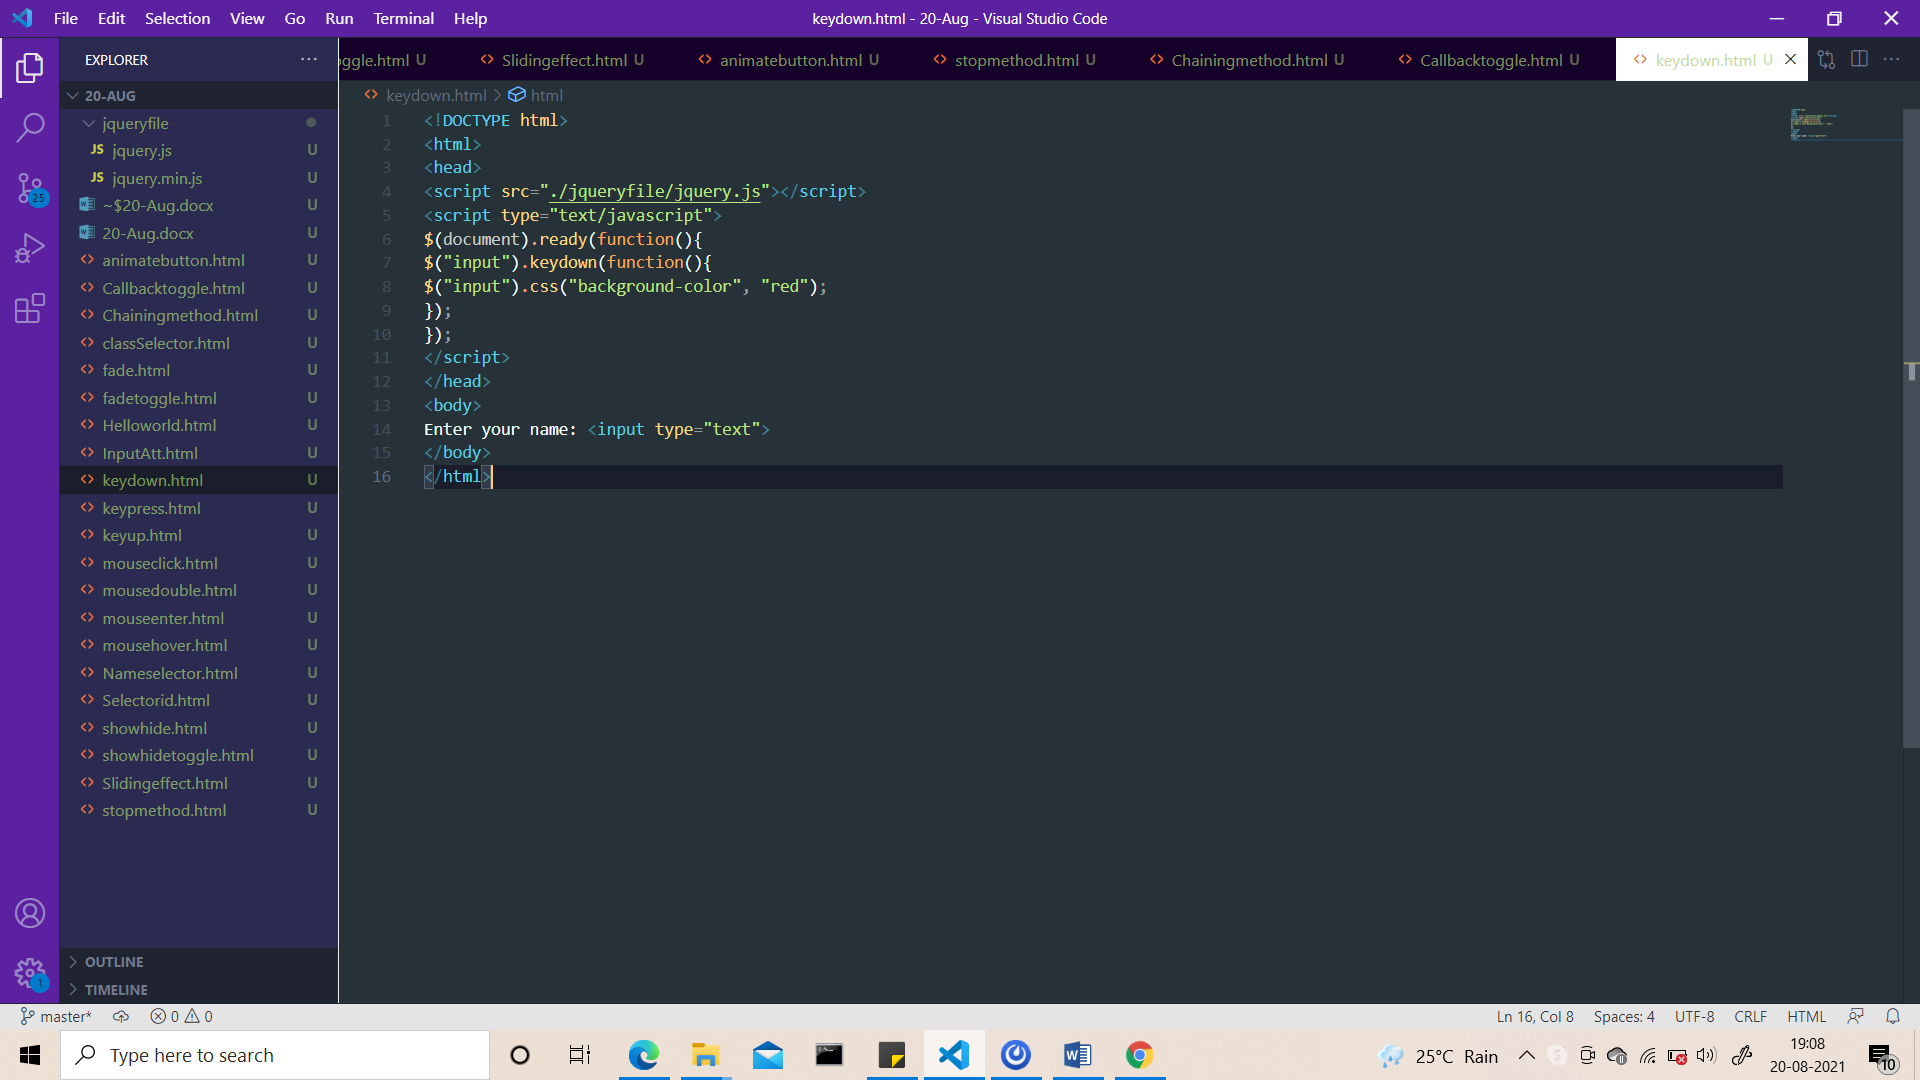 File Edit Selection View Go Run Terminal Help
keydown.html - 20-Aug - Visual Studio Code
EXPLORER
oggle.html U
Slidingeffect.html U
animatebutton.html U
stopmethod.html U
Chainingmethod.html U
Callbacktoggle.html U
keydown.html U
20-AUG
jqueryfile
JS jquery.js U
JS jquery.min.js U
~$20-Aug.docx U
20-Aug.docx U
animatebutton.html U
Callbacktoggle.html U
Chainingmethod.html U
classSelector.html U
fade.html U
fadetoggle.html U
Helloworld.html U
InputAtt.html U
keydown.html U
keypress.html U
keyup.html U
mouseclick.html U
mousedouble.html U
mouseenter.html U
mousehover.html U
Nameselector.html U
Selectorid.html U
showhide.html U
showhidetoggle.html U
Slidingeffect.html U
stopmethod.html U
25
OUTLINE
TIMELINE
1
keydown.html > html
1 <!DOCTYPE html>
2 <html>
3 <head>
4 <script src="./jqueryfile/jquery.js"></script>
5 <script type="text/javascript">
6 $(document).ready(function(){
7 $("input").keydown(function(){
8 $("input").css("background-color", "red");
9 });
10 });
11 </script>
12 </head>
13 <body>
14 Enter your name: <input type="text">
15 </body>
16 </html>
master* 0 0
Ln 16, Col 8 Spaces: 4 UTF-8 CRLF HTML
Type here to search
25°C Rain
19:08
20-08-2021
10